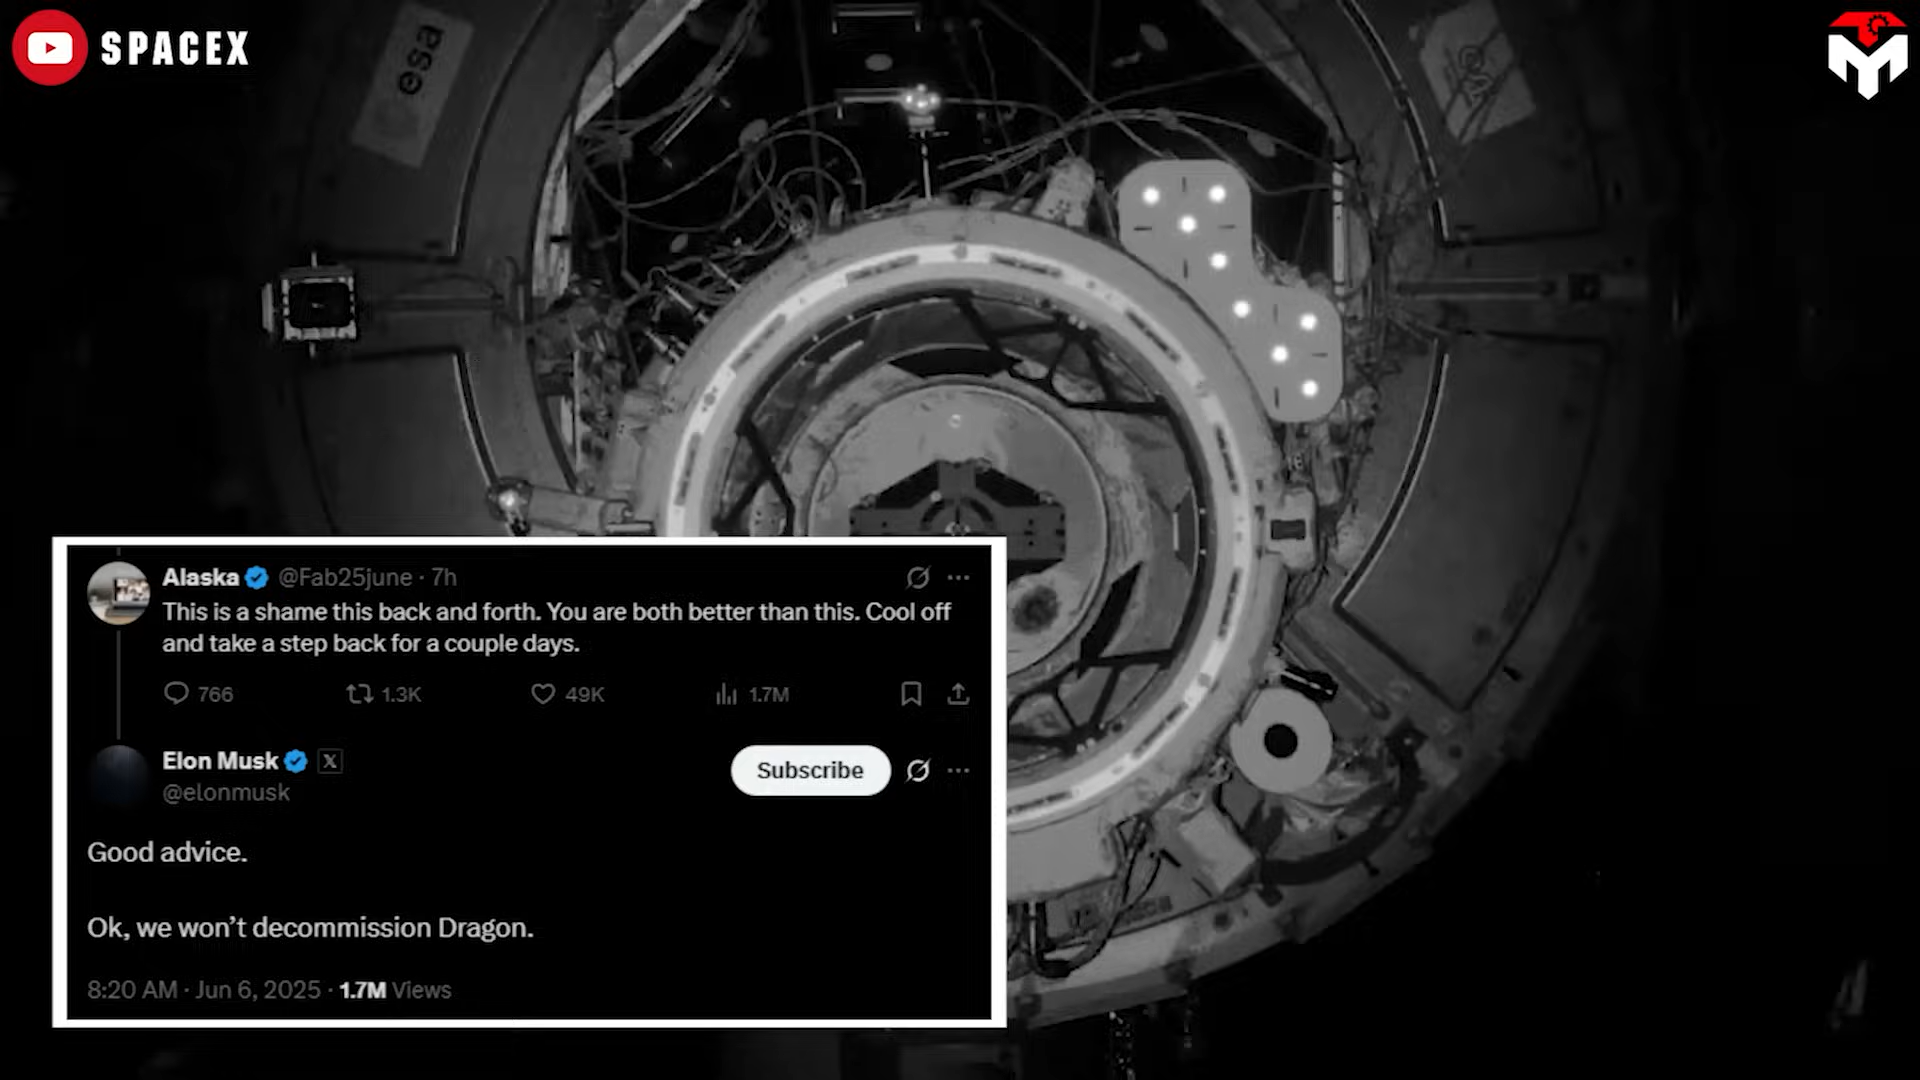 SPACEX
esa
Alaska @Fab25june · 7h
This is a shame this back and forth. You are both better than this. Cool off
and take a step back for a couple days.
766 1.3K 49K 1.7M
Elon Musk X
@elonmusk
Subscribe
Good advice.
Ok, we won’t decommission Dragon.
8:20 AM · Jun 6, 2025 · 1.7M Views